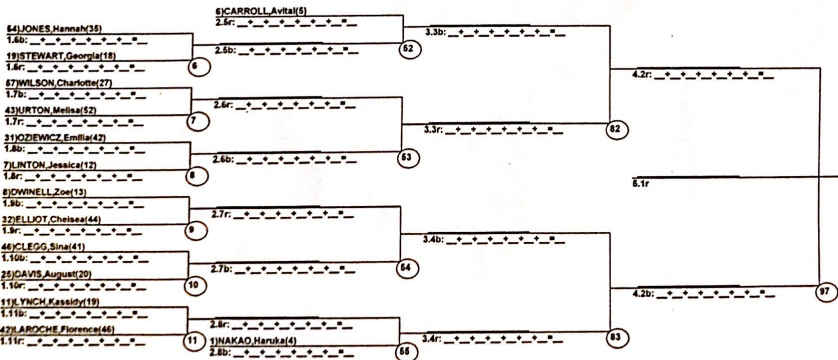 6)CARROLL,Avital(5)
2.5r: _+_+_+_+_+_=_
54)JONES,Hannah(35)
1.6b: _+_+_+_+_+_=_
2.5b: _+_+_+_+_+_=_
52
3.3b: _+_+_+_+_+_=_
19)STEWART,Georgia(18)
1.6r: _+_+_+_+_+_=_
6
57)WILSON,Charlotte(27)
1.7b: _+_+_+_+_+_=_
2.6r: _+_+_+_+_+_=_
4.2r: _+_+_+_+_+_=_
43)URTON,Melisa(52)
1.7r: _+_+_+_+_+_=_
7
3.3r: _+_+_+_+_+_=_
82
31)OZIEWICZ,Emilia(42)
1.8b: _+_+_+_+_+_=_
2.6b: _+_+_+_+_+_=_
53
7)LINTON,Jessica(12)
1.8r: _+_+_+_+_+_=_
8
5.1r
8)DWINELL,Zoe(13)
1.9b: _+_+_+_+_+_=_
2.7r: _+_+_+_+_+_=_
32)ELLIOT,Chelsea(44)
1.9r: _+_+_+_+_+_=_
9
3.4b: _+_+_+_+_+_=_
46)CLEGG,Sina(41)
1.10b: _+_+_+_+_+_=_
2.7b: _+_+_+_+_+_=_
54
25)DAVIS,August(20)
1.10r: _+_+_+_+_+_=_
10
4.2b: _+_+_+_+_+_=_
97
11)LYNCH,Kassidy(19)
1.11b: _+_+_+_+_+_=_
2.8r: _+_+_+_+_+_=_
42)LAROCHE,Florence(46)
1.11r: _+_+_+_+_+_=_
11
1)NAKAO,Haruka(4)
2.8b: _+_+_+_+_+_=_
55
3.4r: _+_+_+_+_+_=_
83